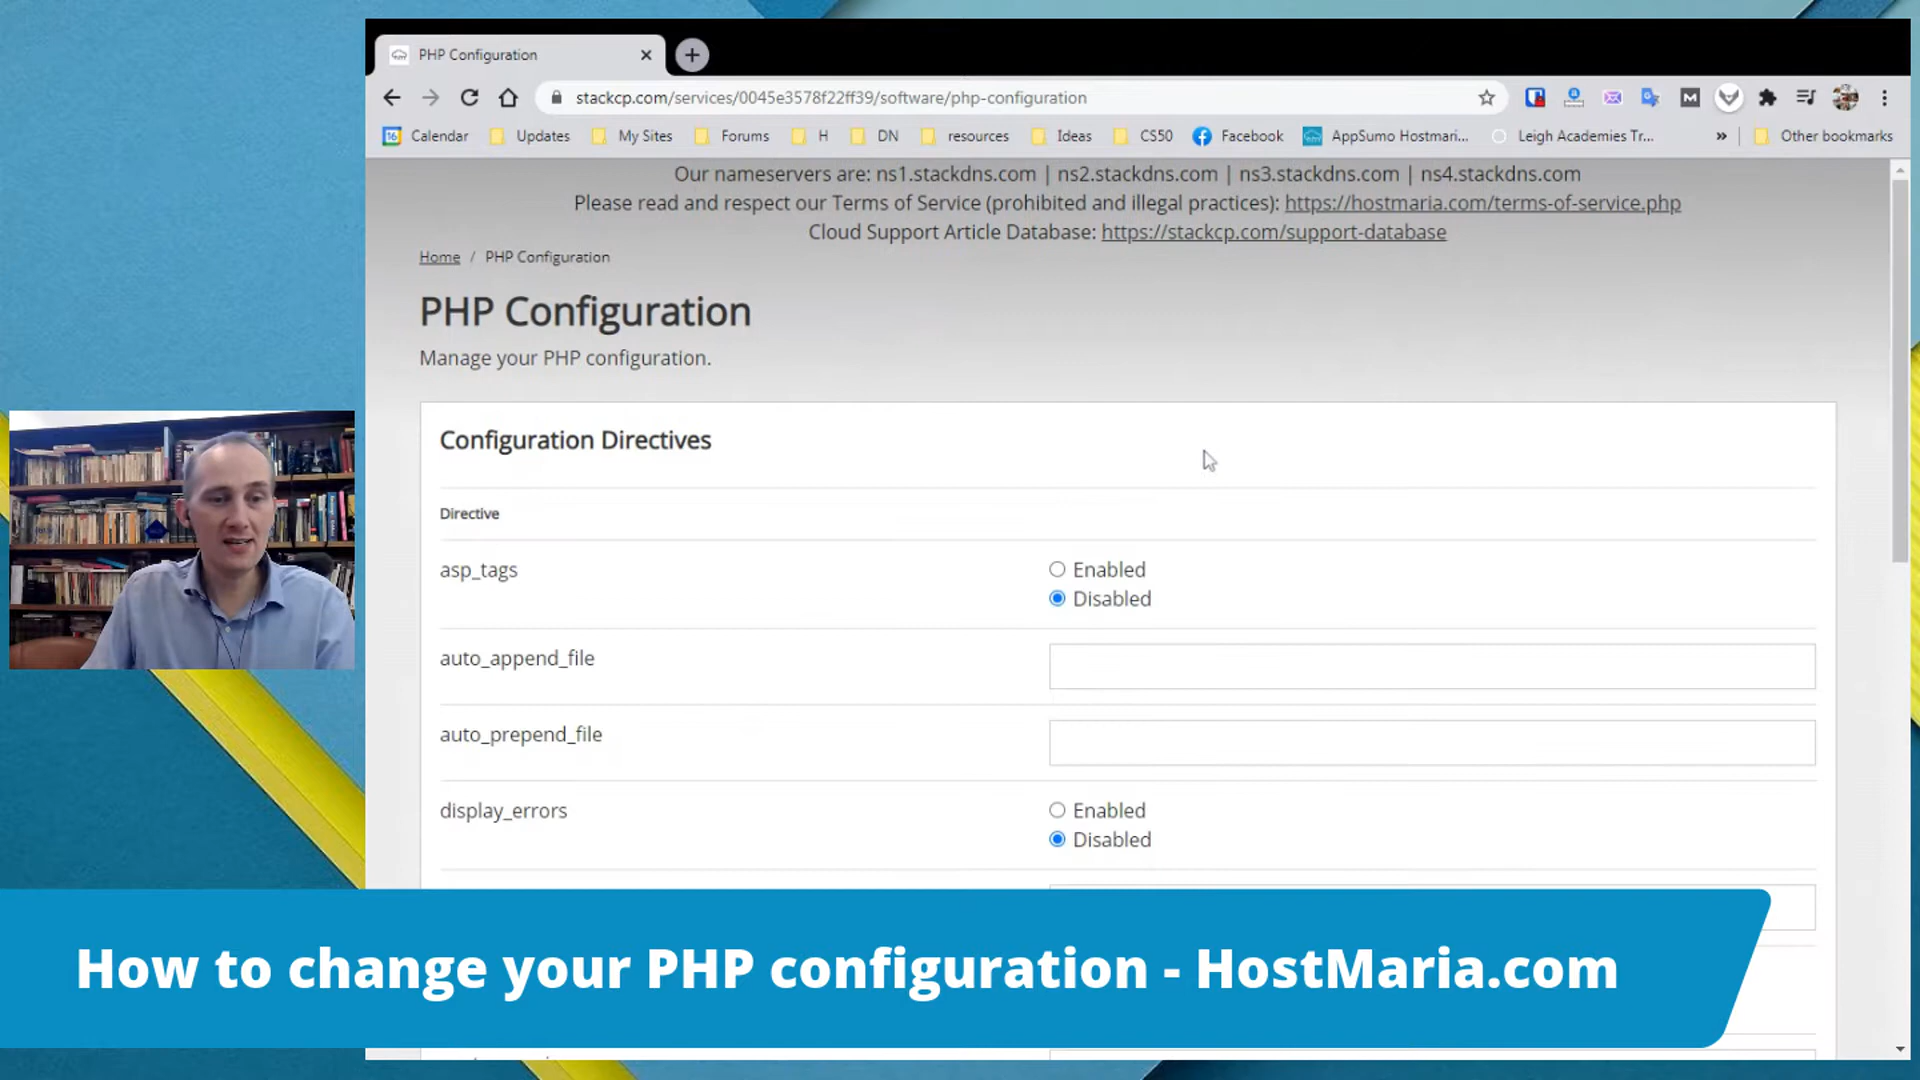 PHP Configuration
stackcp.com/services/0045e3578f22ff39/software/php-configuration
16 Calendar Updates My Sites Forums H DN resources Ideas CS50 Facebook AppSumo Hostmari... Leigh Academies Tr... » Other bookmarks
Our nameservers are: ns1.stackdns.com | ns2.stackdns.com | ns3.stackdns.com | ns4.stackdns.com
Please read and respect our Terms of Service (prohibited and illegal practices): https://hostmaria.com/terms-of-service.php
Cloud Support Article Database: https://stackcp.com/support-database
Home / PHP Configuration
PHP Configuration
Manage your PHP configuration.
Configuration Directives
Directive
asp_tags
Enabled
Disabled
auto_append_file
auto_prepend_file
display_errors
Enabled
Disabled
How to change your PHP configuration - HostMaria.com